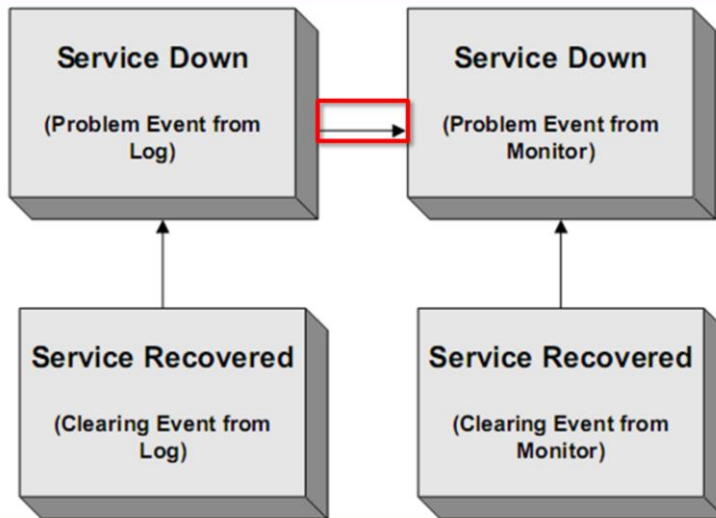 Service Down
(Problem Event from
Log)
Service Down
(Problem Event from
Monitor)
Service Recovered
(Clearing Event from
Log)
Service Recovered
(Clearing Event from
Monitor)